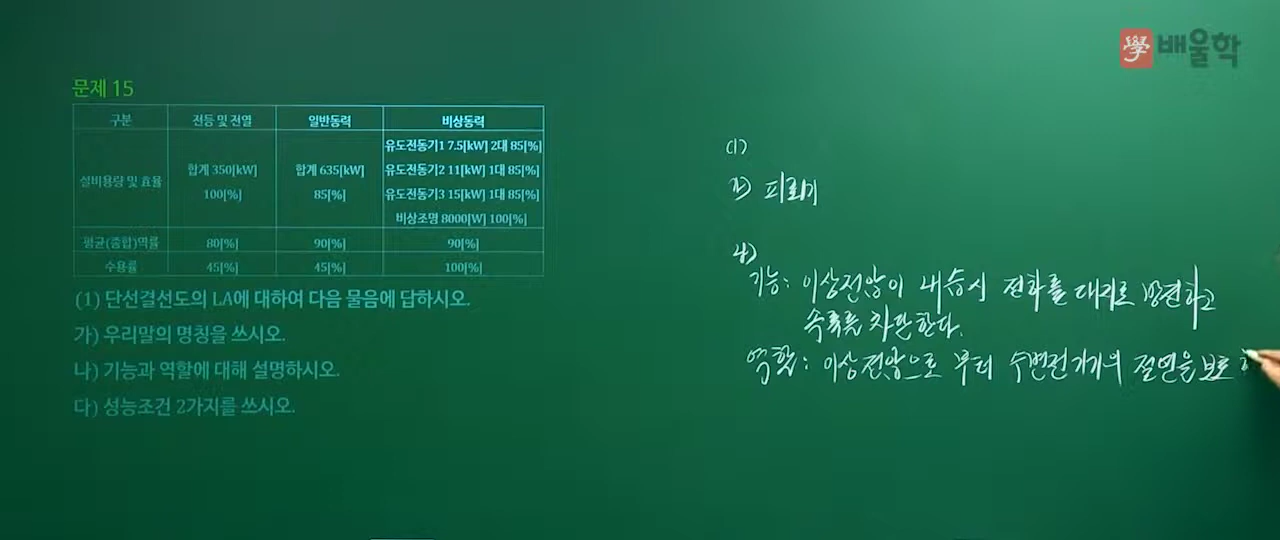 學 배울학
문제 15
구분 전등 및 전열 일반동력 비상동력
설비용량 및 효율 합계 350[kW] 100[%] 합계 635[kW] 85[%] 유도전동기1 7.5[kW] 2대 85[%]
유도전동기2 11[kW] 1대 85[%]
유도전동기3 15[kW] 1대 85[%]
비상조명 8000[W] 100[%]
평균(종합)역률 80[%] 90[%] 90[%]
수용률 45[%] 45[%] 100[%]
(1) 단선결선도의 LA에 대하여 다음 물음에 답하시오.
가) 우리말의 명칭을 쓰시오.
나) 기능과 역할에 대해 설명하시오.
다) 성능조건 2가지를 쓰시오.
(1)
가) 피뢰기
나)
기능: 이상전압이 내습시 전하를 대지로 방전하고
속류를 차단한다.
역할: 이상전압으로 부터 수변전기기의 절연을 보호